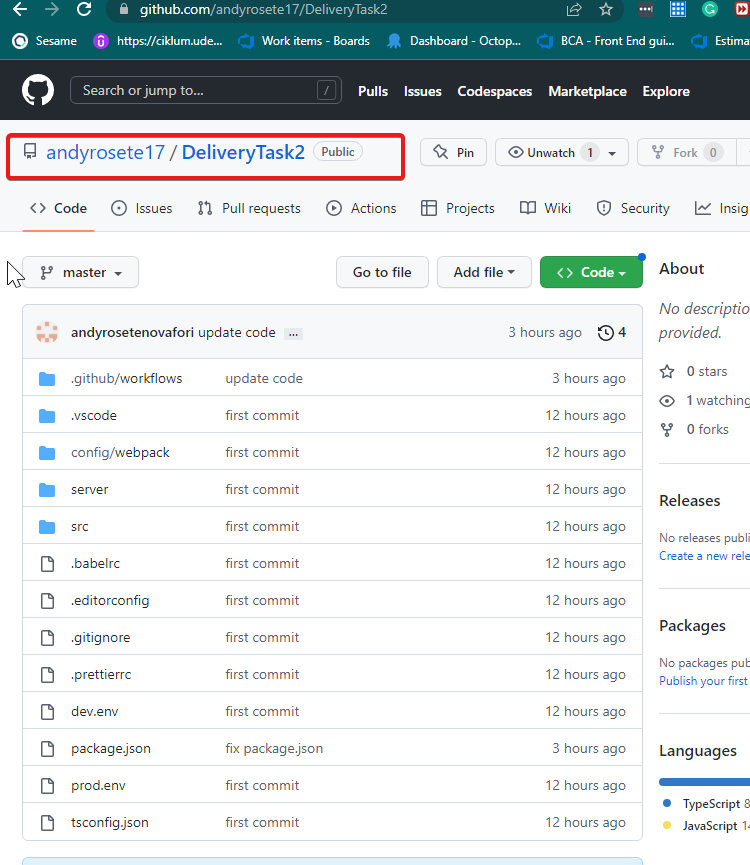 github.com/andyrosete17/DeliveryTask2
Sesame https://ciklum.ude... Work items - Boards Dashboard - Octop... BCA - Front End gui... Estima
Search or jump to... / Pulls Issues Codespaces Marketplace Explore
andyrosete17 / DeliveryTask2 Public Pin Unwatch 1 Fork 0
Code Issues Pull requests Actions Projects Wiki Security Insig
master Go to file Add file Code
andyrosetenovafori update code ... 3 hours ago 4
.github/workflows update code 3 hours ago
.vscode first commit 12 hours ago
config/webpack first commit 12 hours ago
server first commit 12 hours ago
src first commit 12 hours ago
.babelrc first commit 12 hours ago
.editorconfig first commit 12 hours ago
.gitignore first commit 12 hours ago
.prettierrc first commit 12 hours ago
dev.env first commit 12 hours ago
package.json fix package.json 3 hours ago
prod.env first commit 12 hours ago
tsconfig.json first commit 12 hours ago
About
No descriptio
provided.
0 stars
1 watching
0 forks
Releases
No releases publi
Create a new rele
Packages
No packages pub
Publish your first
Languages
TypeScript 8
JavaScript 14